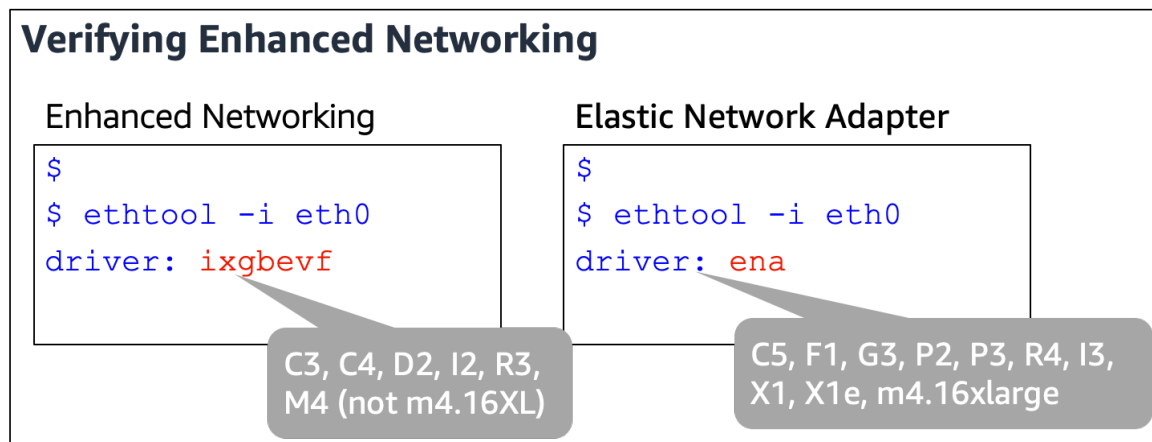 Verifying Enhanced Networking
Enhanced Networking
$
$ ethtool -i eth0
driver: ixgbevf
C3, C4, D2, I2, R3,
M4 (not m4.16XL)
Elastic Network Adapter
$
$ ethtool -i eth0
driver: ena
C5, F1, G3, P2, P3, R4, I3,
X1, X1e, m4.16xlarge